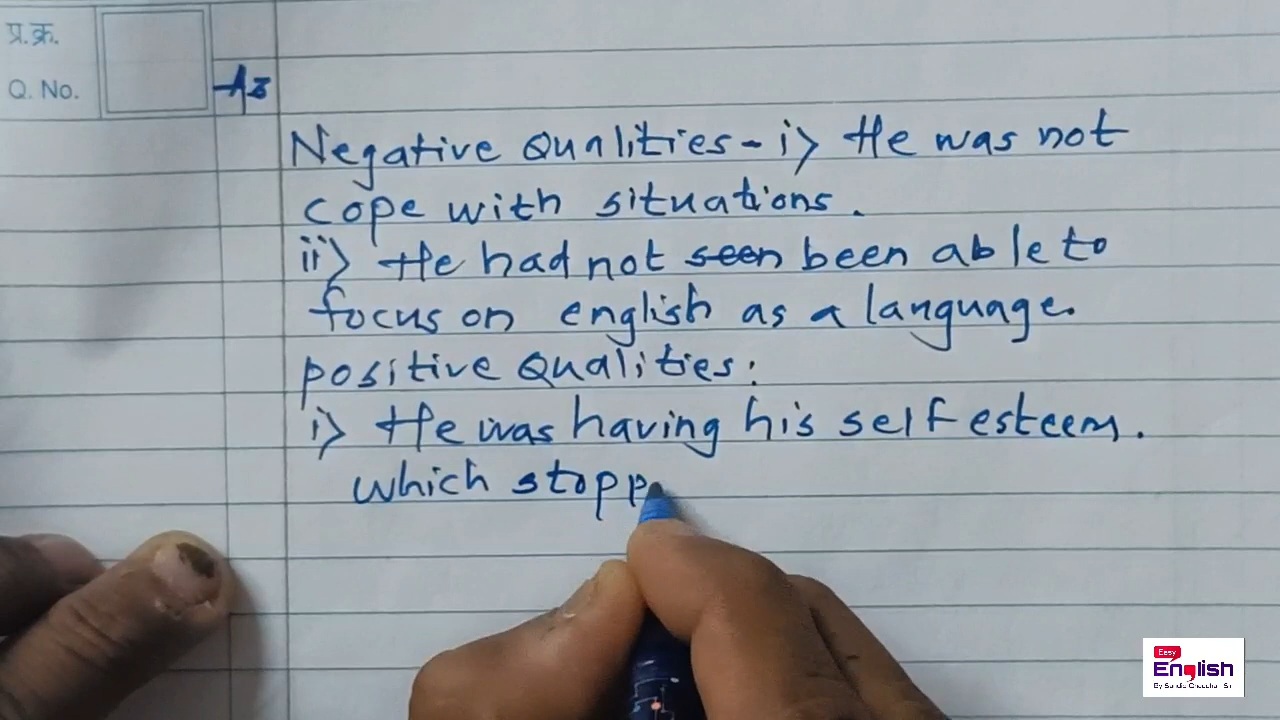 प्र.क्र.
Q. No.
A3
Negative Qualities - i) He was not
cope with situations.
ii) He had not seen been able to
focus on english as a language.
positive Qualities:
i) He was having his self esteem.
which stopp
Easy
English